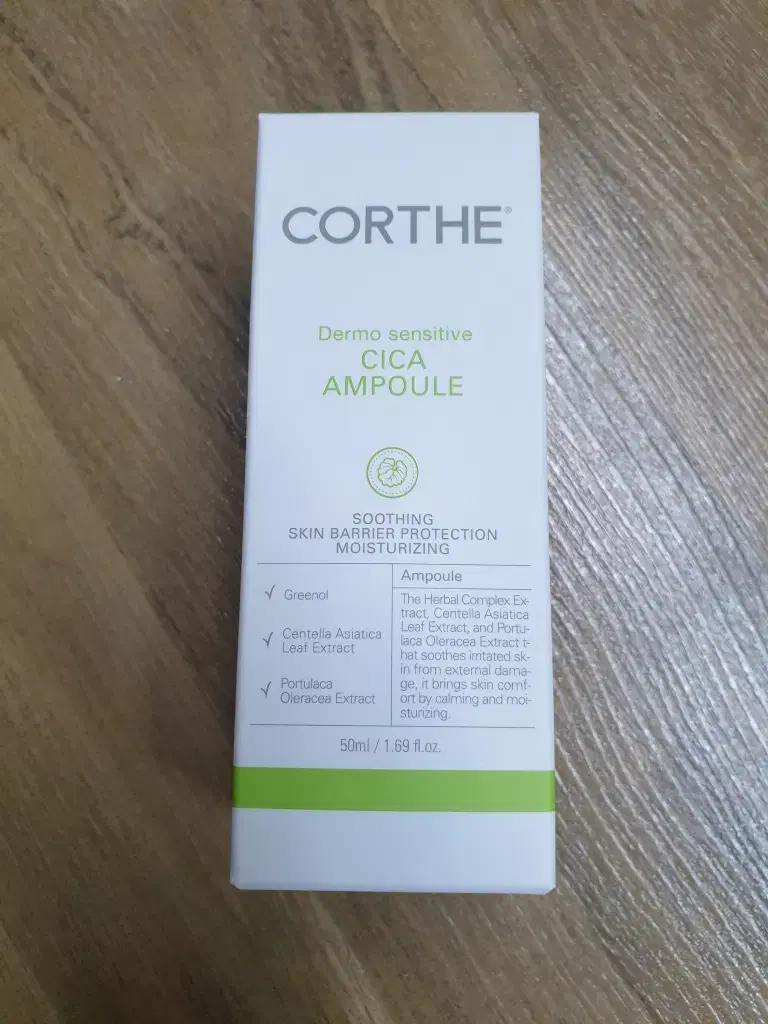 CORTHE®
Dermo sensitive
CICA
AMPOULE
SOOTHING
SKIN BARRIER PROTECTION
MOISTURIZING
✓ Greenol
✓ Centella Asiatica
Leaf Extract
✓ Portulaca
Oleracea Extract
Ampoule
The Herbal Complex Ex-
tract, Centella Asiatica
Leaf Extract, and Portu-
laca Oleracea Extract t-
hat soothes irritated sk-
in from external dama-
ge, it brings skin comf-
ort by calming and moi-
sturizing.
50ml / 1.69 fl.oz.